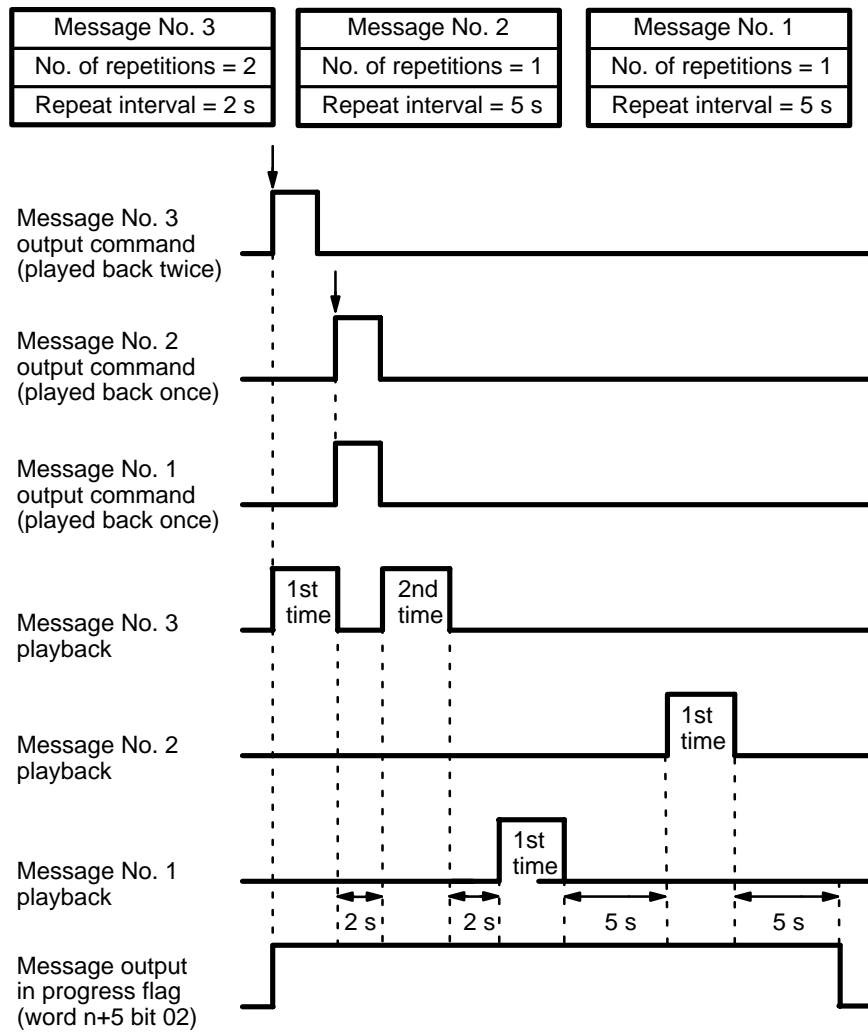 Message No. 3
No. of repetitions = 2
Repeat interval = 2 s
Message No. 2
No. of repetitions = 1
Repeat interval = 5 s
Message No. 1
No. of repetitions = 1
Repeat interval = 5 s
Message No. 3
output command
(played back twice)
Message No. 2
output command
(played back once)
Message No. 1
output command
(played back once)
Message No. 3
playback
1st
time
2nd
time
Message No. 2
playback
1st
time
Message No. 1
playback
1st
time
2 s
2 s
5 s
5 s
Message output
in progress flag
(word n+5 bit 02)